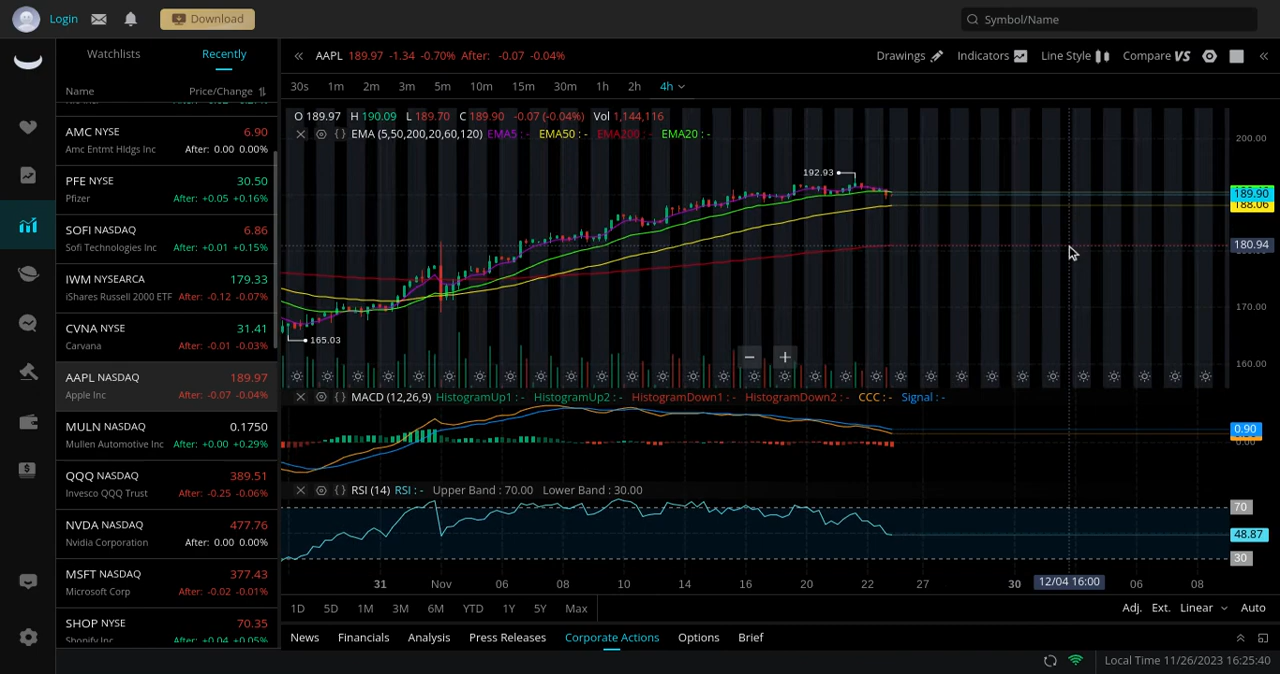 Login
Download
Symbol/Name
Watchlists
Recently
AAPL 189.97 -1.34 -0.70% After: -0.07 -0.04%
Drawings
Indicators
Line Style
Compare VS
Name
Price/Change
30s 1m 2m 3m 5m 10m 15m 30m 1h 2h 4h
AMC NYSE 6.90
Amc Entmt Hldgs Inc After: 0.00 0.00%
PFE NYSE 30.50
Pfizer After: +0.05 +0.16%
SOFI NASDAQ 6.86
Sofi Technologies Inc After: +0.01 +0.15%
IWM NYSEARCA 179.33
iShares Russell 2000 ETF After: -0.12 -0.07%
CVNA NYSE 31.41
Carvana After: -0.01 -0.03%
AAPL NASDAQ 189.97
Apple Inc After: -0.07 -0.04%
MULN NASDAQ 0.1750
Mullen Automotive Inc After: +0.00 +0.29%
QQQ NASDAQ 389.51
Invesco QQQ Trust After: -0.25 -0.06%
NVDA NASDAQ 477.76
Nvidia Corporation After: 0.00 0.00%
MSFT NASDAQ 377.43
Microsoft Corp After: -0.02 -0.01%
SHOP NYSE 70.35
Shopify Inc After: +0.04 +0.05%
O 189.97 H 190.09 L 189.70 C 189.90 -0.07 (-0.04%) Vol 1,144,116
EMA (5,50,200,20,60,120) EMA5 : - EMA50 : - EMA200 : - EMA20 : -
200.00
192.93
189.90
188.06
180.94
170.00
165.03
160.00
MACD (12,26,9) HistogramUp1 : - HistogramUp2 : - HistogramDown1 : - HistogramDown2 : - CCC : - Signal : -
0.90
RSI (14) RSI : - Upper Band : 70.00 Lower Band : 30.00
70
48.87
30
31 Nov 06 08 10 14 16 20 22 27 30 12/04 16:00 06 08
1D 5D 1M 3M 6M YTD 1Y 5Y Max
Adj. Ext. Linear Auto
News Financials Analysis Press Releases Corporate Actions Options Brief
Local Time 11/26/2023 16:25:40